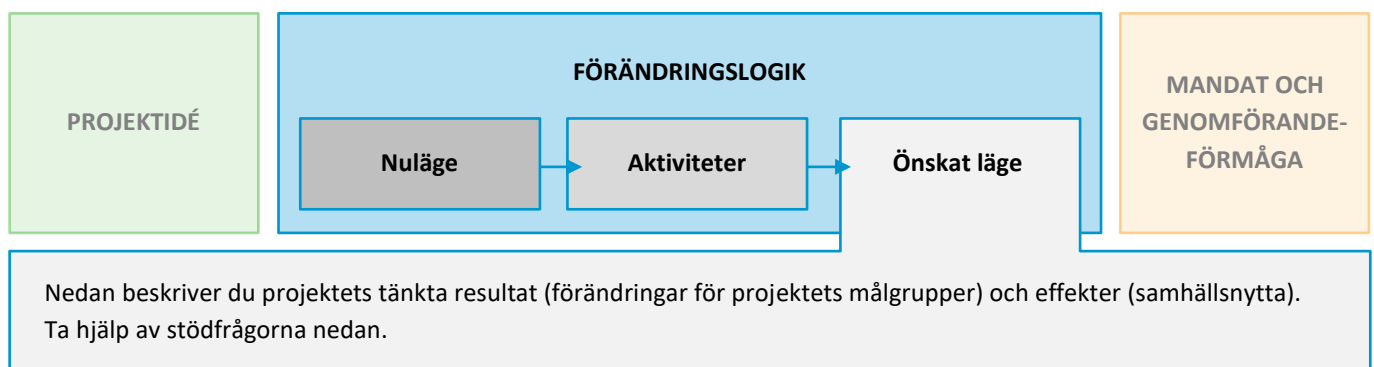 PROJEKTIDÉ
FÖRÄNDRINGSLOGIK
Nuläge
Aktiviteter
Önskat läge
MANDAT OCH
GENOMFÖRANDE-
FÖRMÅGA
Nedan beskriver du projektets tänkta resultat (förändringar för projektets målgrupper) och effekter (samhällsnytta).
Ta hjälp av stödfrågorna nedan.